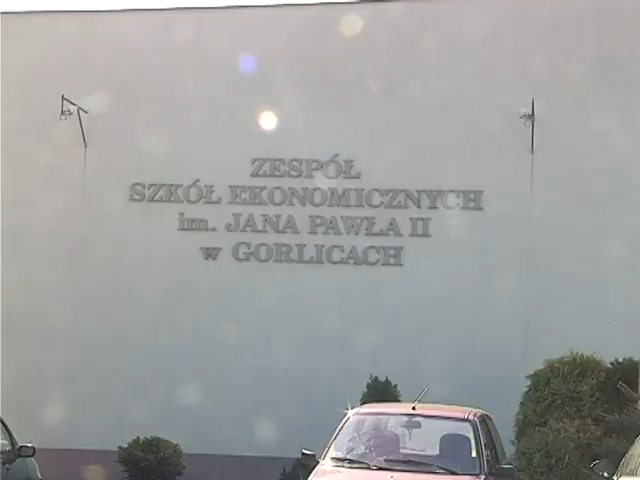 ZESPÓŁ
SZKÓŁ EKONOMICZNYCH
im. JANA PAWŁA II
w GORLICACH